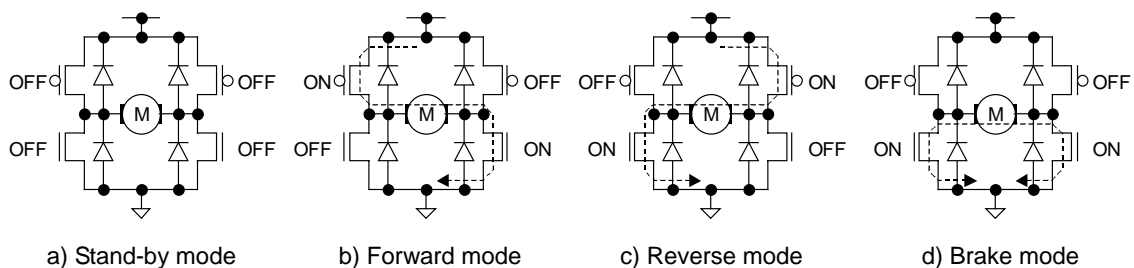 OFF OFF ON OFF OFF ON OFF OFF
M M M M
OFF OFF OFF ON ON OFF ON ON
a) Stand-by mode b) Forward mode c) Reverse mode d) Brake mode